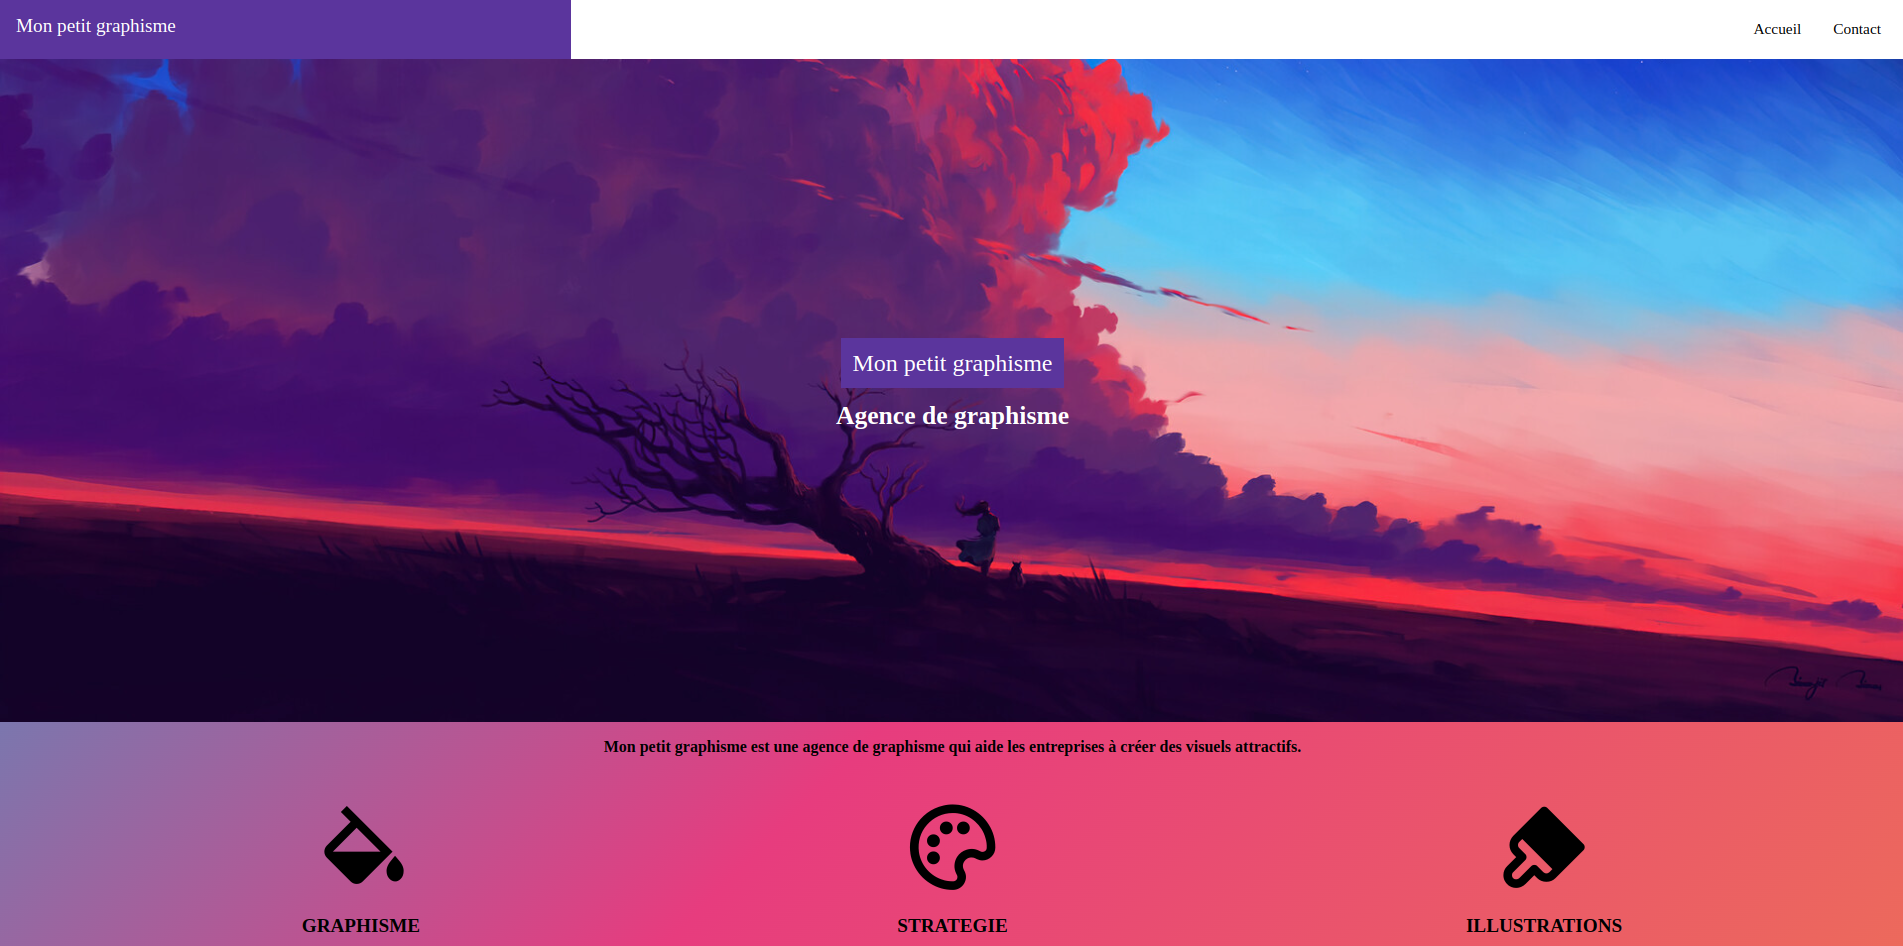 Mon petit graphisme
Accueil
Contact
Mon petit graphisme
Agence de graphisme
Mon petit graphisme est une agence de graphisme qui aide les entreprises à créer des visuels attractifs.
GRAPHISME
STRATEGIE
ILLUSTRATIONS